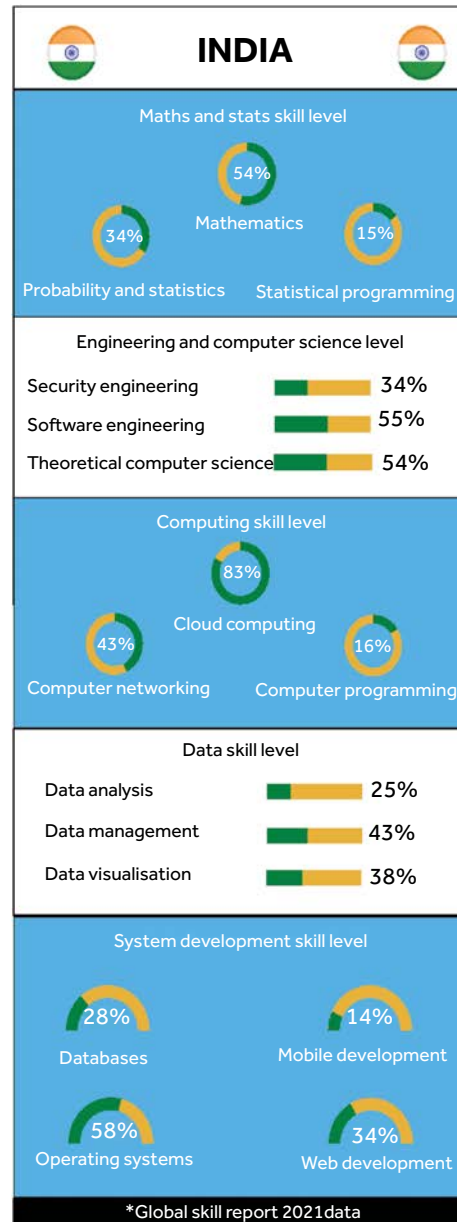 INDIA
Maths and stats skill level
54%
Mathematics
34%
Probability and statistics
15%
Statistical programming
Engineering and computer science level
Security engineering 34%
Software engineering 55%
Theoretical computer science 54%
Computing skill level
83%
Cloud computing
43%
Computer networking
16%
Computer programming
Data skill level
Data analysis 25%
Data management 43%
Data visualisation 38%
System development skill level
28%
Databases
14%
Mobile development
58%
Operating systems
34%
Web development
*Global skill report 2021data